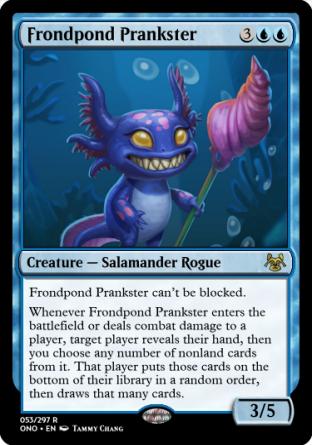 Frondpond Prankster 3
Creature — Salamander Rogue
Frondpond Prankster can't be blocked.
Whenever Frondpond Prankster enters the
battlefield or deals combat damage to a
player, target player reveals their hand, then
you choose any number of nonland cards
from it. That player puts those cards on the
bottom of their library in a random order,
then draws that many cards.
053/297 R
ONO • EN Tammy Chang
3/5